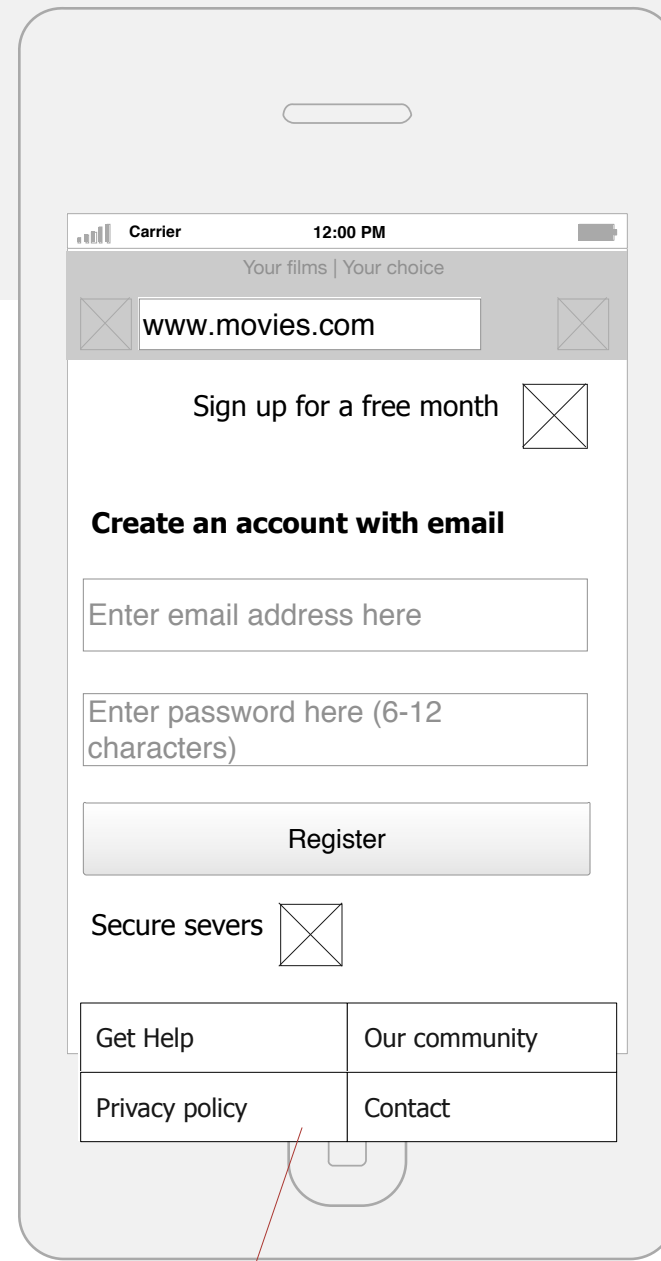 Carrier 12:00 PM
Your films | Your choice
www.movies.com
Sign up for a free month
Create an account with email
Enter email address here
Enter password here (6-12
characters)
Register
Secure severs
Get Help Our community
Privacy policy Contact